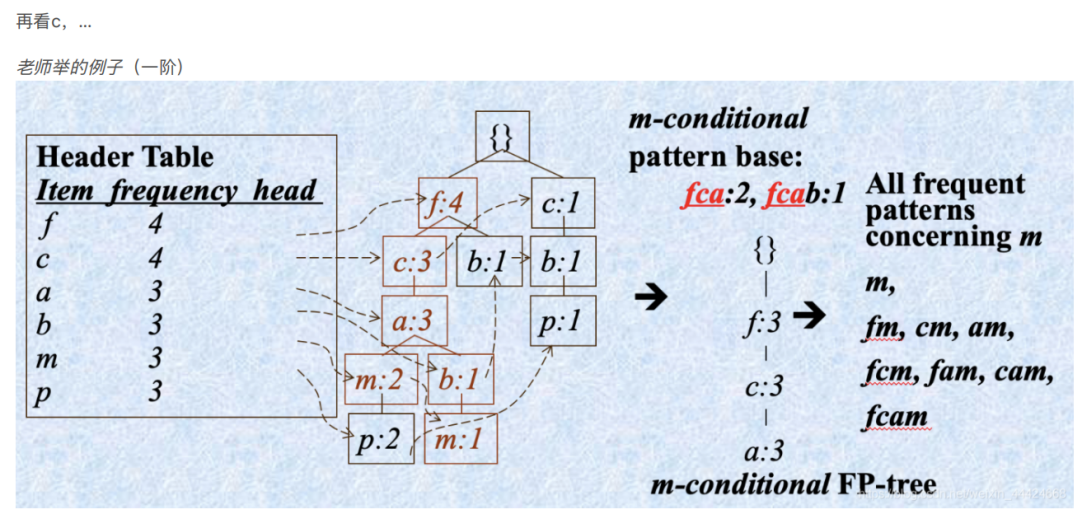 再看c，...
老师举的例子（一阶）
Header Table
Item frequency head
f 4
c 4
a 3
b 3
m 3
p 3
{}
f:4 c:1
c:3 b:1 b:1
a:3 p:1
m:2 b:1
p:2 m:1
m-conditional
pattern base:
fca:2, fcab:1
{}
f:3
c:3
a:3
m-conditional FP-tree
All frequent
patterns
concerning m
m,
fm, cm, am,
fcm, fam, cam,
fcam